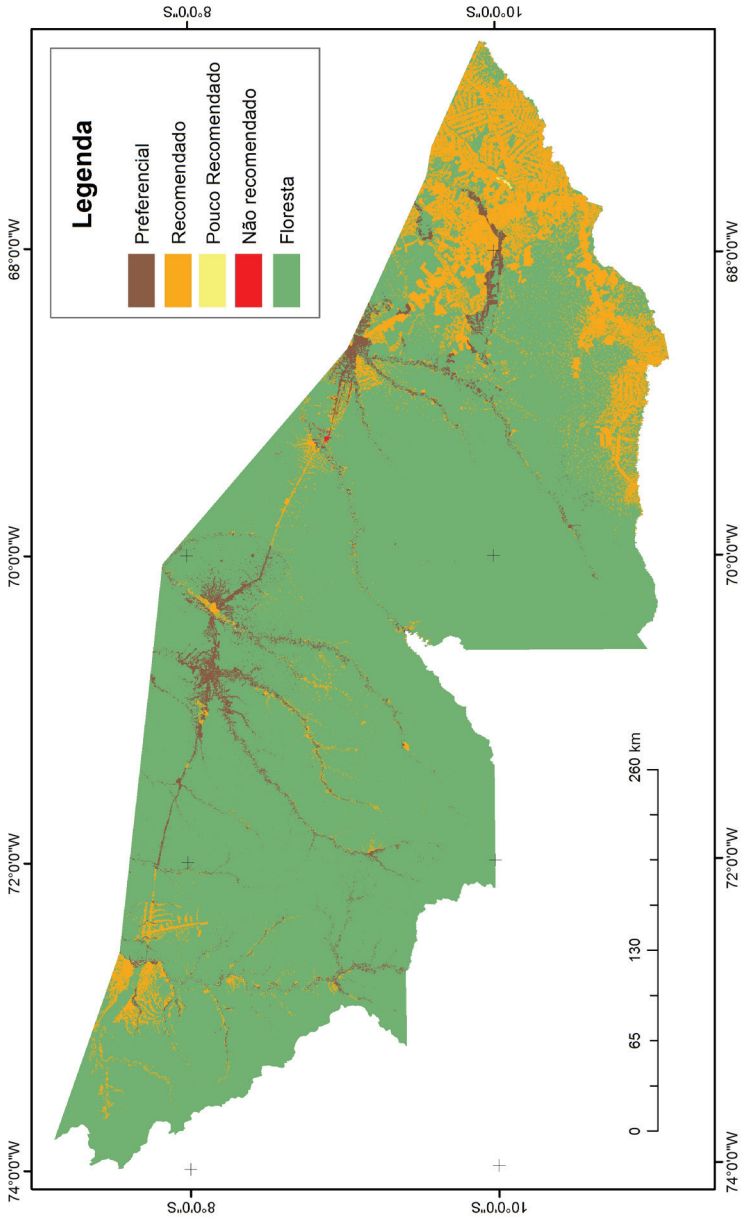 74°0'0"W 72°0'0"W 70°0'0"W 68°0'0"W
8°0'0"S 8°0'0"S
Legenda
Preferencial
Recomendado
Pouco Recomendado
Não recomendado
Floresta
10°0'0"S 10°0'0"S
0 65 130 260 km
74°0'0"W 72°0'0"W 70°0'0"W 68°0'0"W